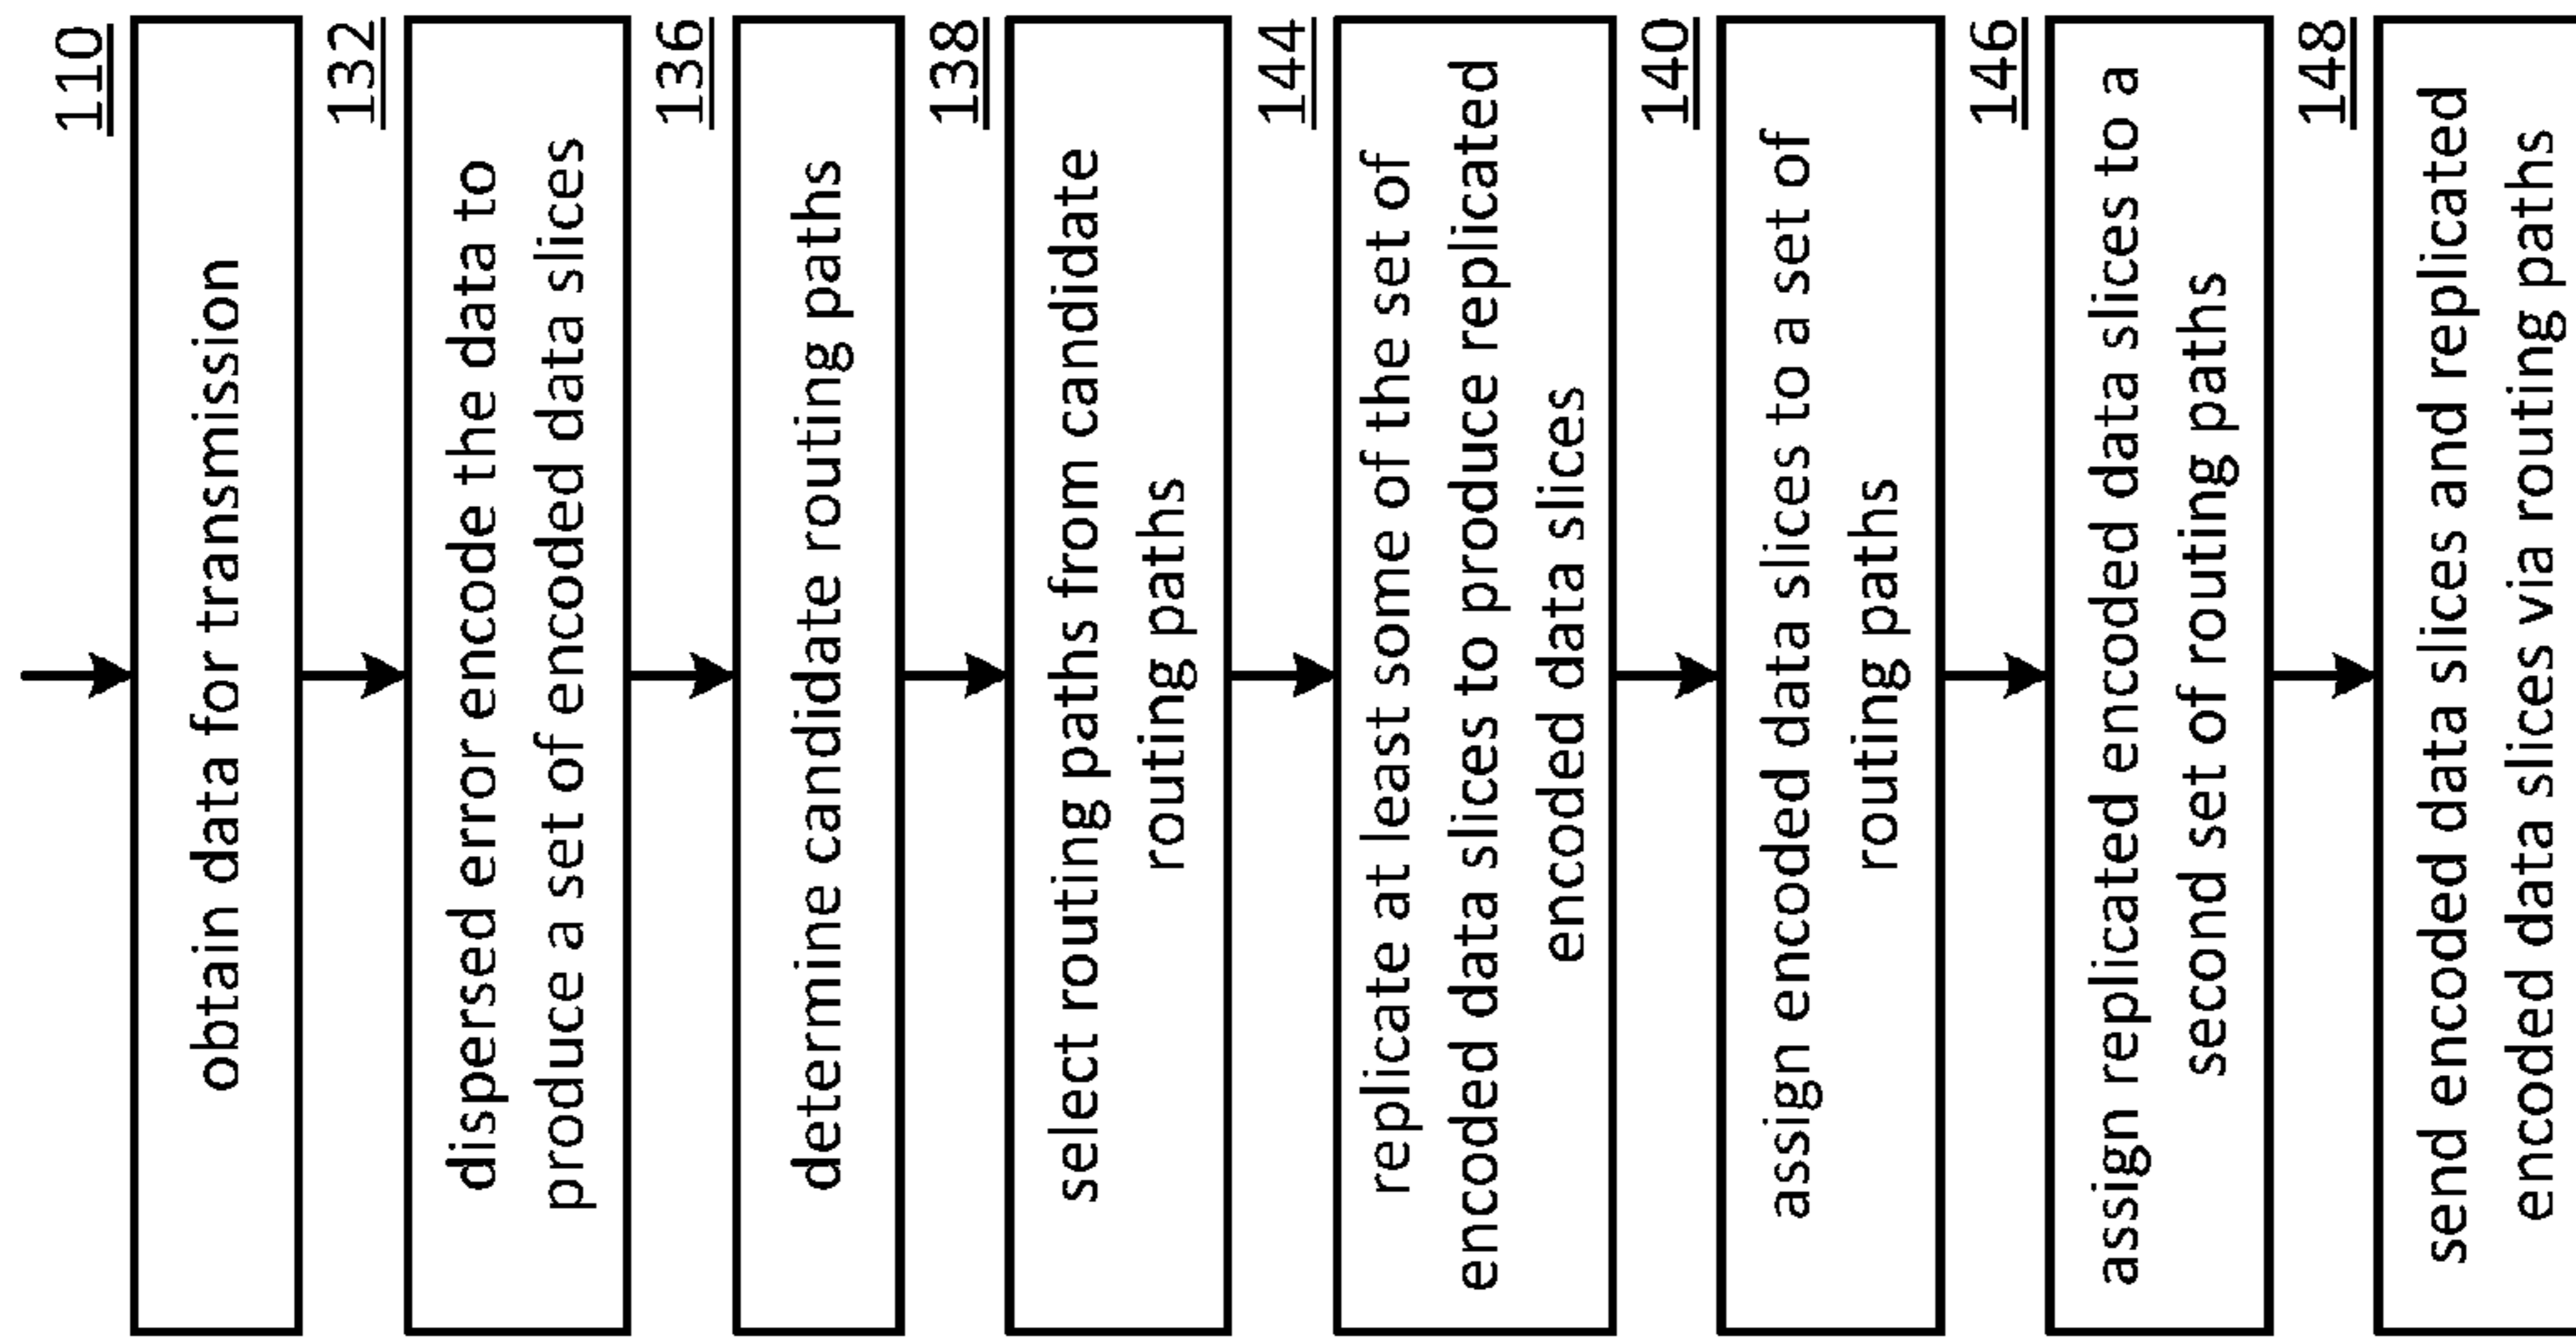 110
obtain data for transmission
132
dispersed error encode the data to
produce a set of encoded data slices
136
determine candidate routing paths
138
select routing paths from candidate
routing paths
144
replicate at least some of the set of
encoded data slices to produce replicated
encoded data slices
140
assign encoded data slices to a set of
routing paths
146
assign replicated encoded data slices to a
second set of routing paths
148
send encoded data slices and replicated
encoded data slices via routing paths